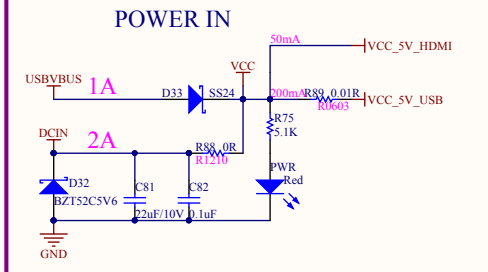 POWER IN
50mA
VCC_5V_HDMI
VCC
USBVBUS
1A
D33
SS24
200mA
R89
0.01R
R0603
VCC_5V_USB
DCIN
2A
R88
0R
R1210
R75
5.1K
PWR
Red
D32
BZT52C5V6
C81
22uF/10V
C82
0.1uF
GND